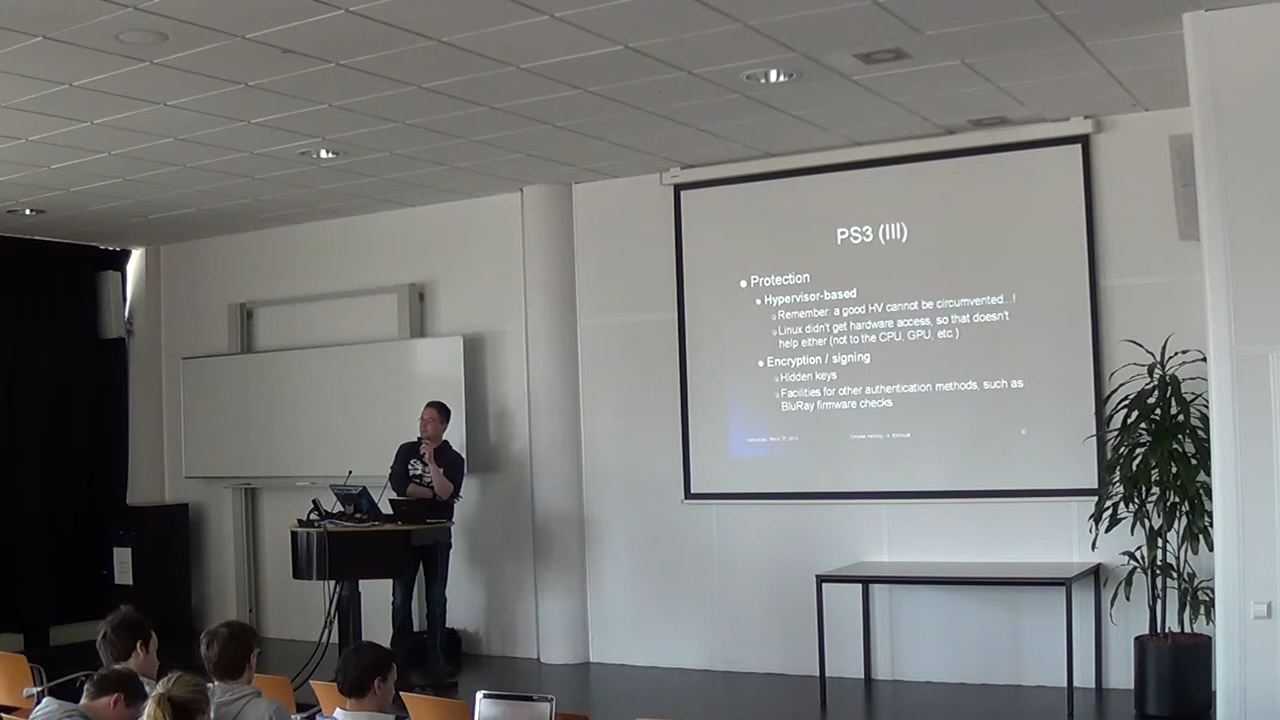 PS3 (III)
Protection
Hypervisor-based
Remember: a good HV cannot be circumvented...!
Linux didn't get hardware access, so that doesn't
help either (not to the CPU, GPU, etc.)
Encryption / signing
Hidden keys
Facilities for other authentication methods, such as
BluRay firmware checks